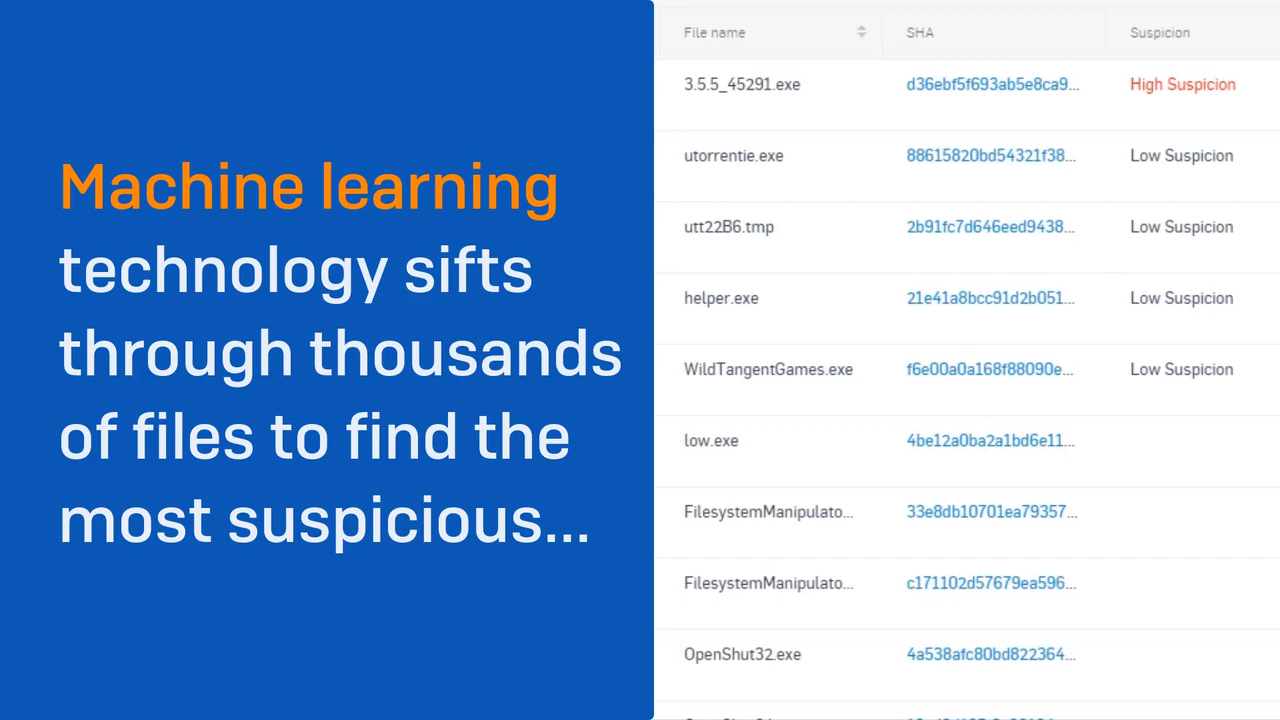 Machine learning
technology sifts
through thousands
of files to find the
most suspicious...
File name SHA Suspicion
3.5.5_45291.exe d36ebf5f693ab5e8ca9... High Suspicion
utorrentie.exe 88615820bd54321f38... Low Suspicion
utt22B6.tmp 2b91fc7d646eed9438... Low Suspicion
helper.exe 21e41a8bcc91d2b051... Low Suspicion
WildTangentGames.exe f6e00a0a168f88090e... Low Suspicion
low.exe 4be12a0ba2a1bd6e11...
FilesystemManipulato... 33e8db10701ea79357...
FilesystemManipulato... c171102d57679ea596...
OpenShut32.exe 4a538afc80bd822364...